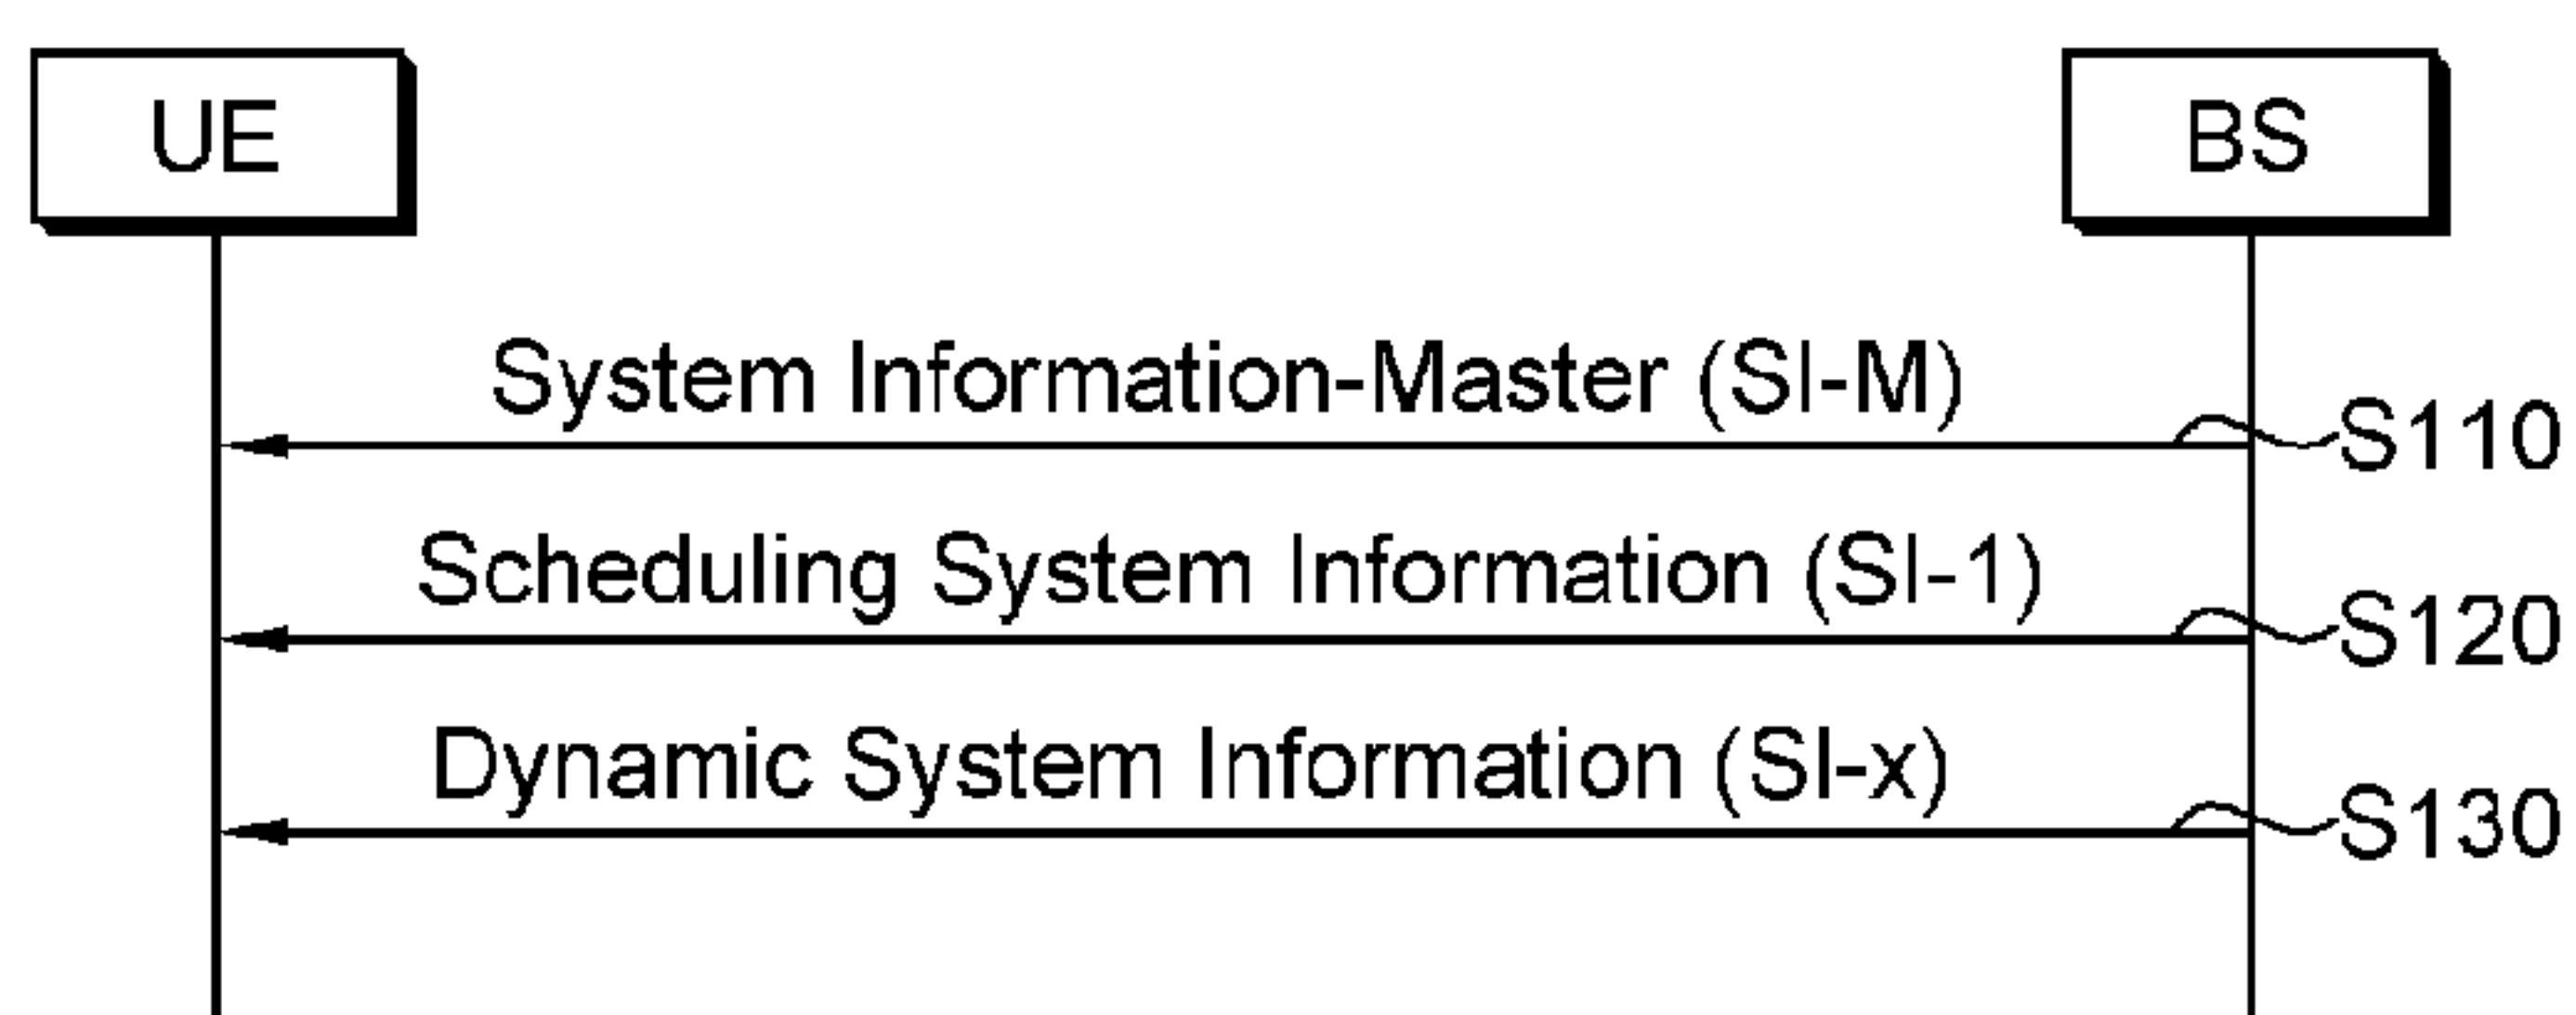 UE
BS
System Information-Master (SI-M)
S110
Scheduling System Information (SI-1)
S120
Dynamic System Information (SI-x)
S130